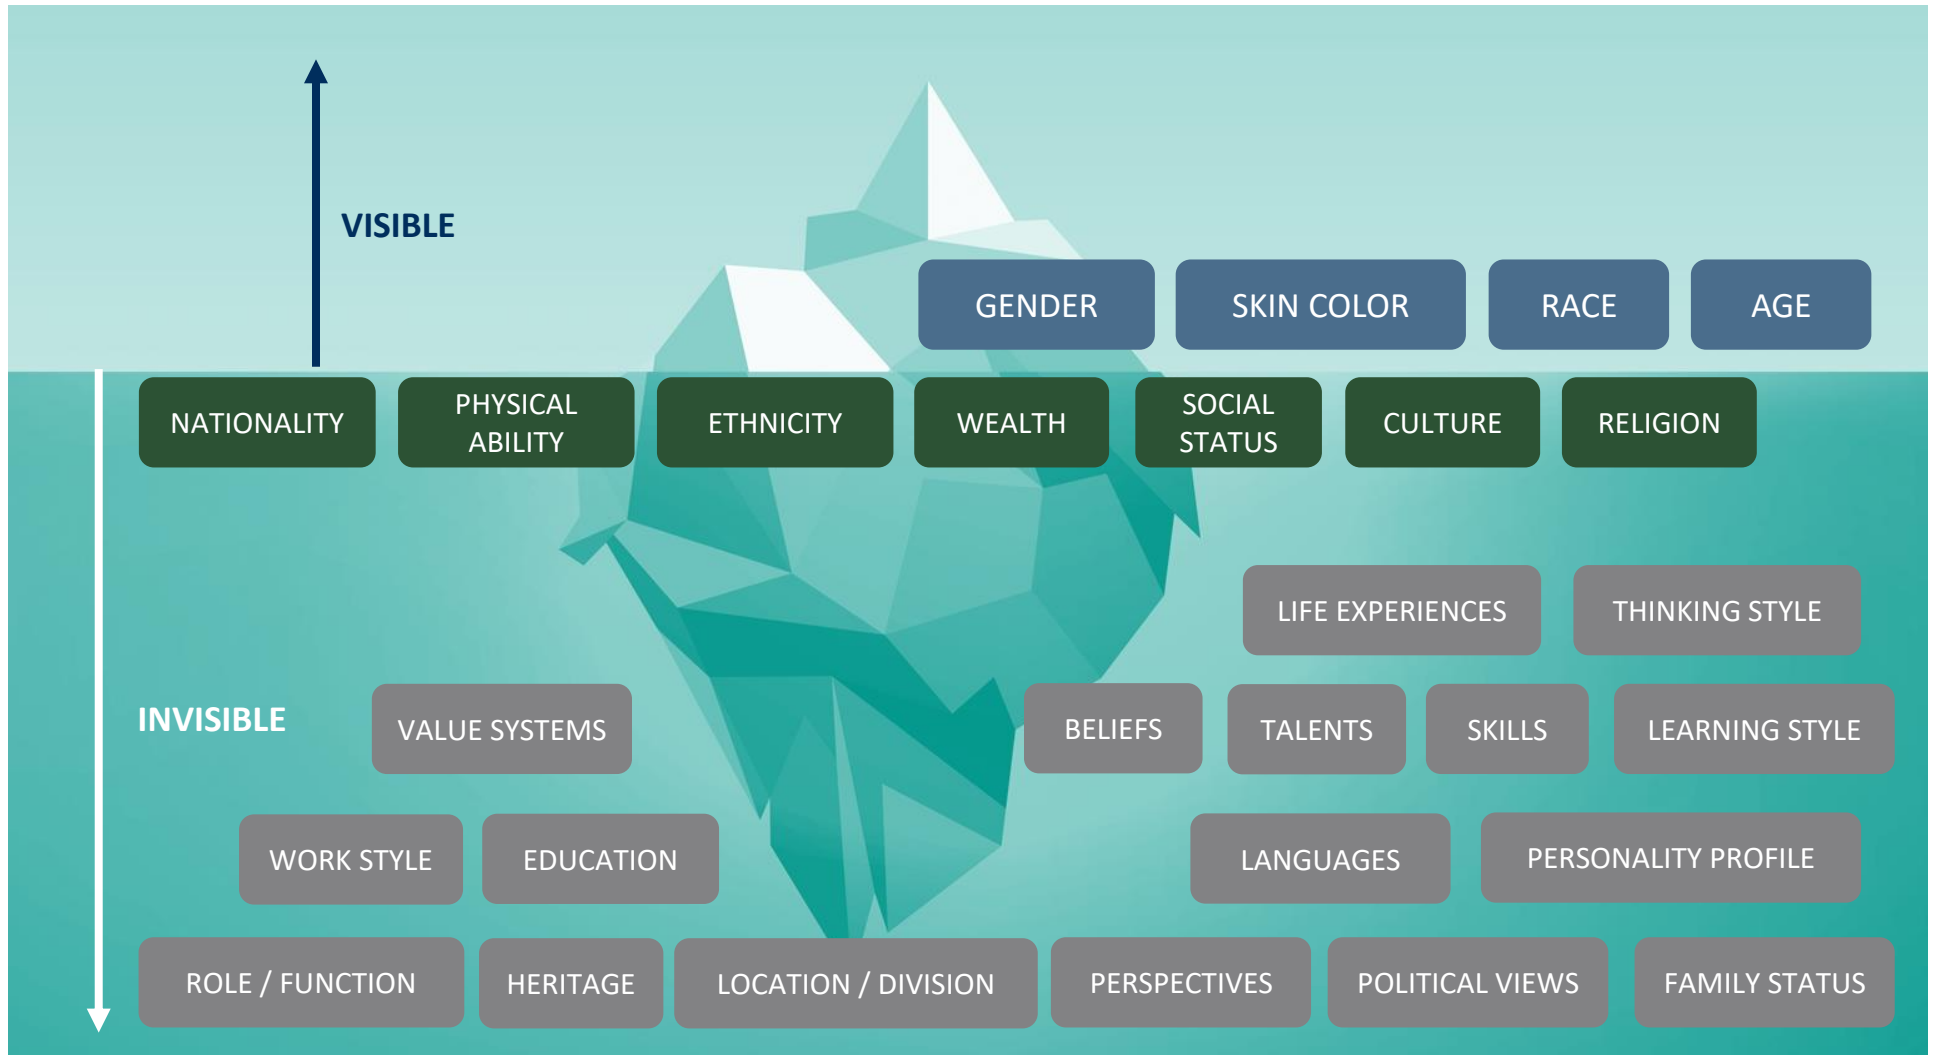 VISIBLE
GENDER
SKIN COLOR
RACE
AGE
NATIONALITY
PHYSICAL
ABILITY
ETHNICITY
WEALTH
SOCIAL
STATUS
CULTURE
RELIGION
LIFE EXPERIENCES
THINKING STYLE
INVISIBLE
VALUE SYSTEMS
BELIEFS
TALENTS
SKILLS
LEARNING STYLE
WORK STYLE
EDUCATION
LANGUAGES
PERSONALITY PROFILE
ROLE / FUNCTION
HERITAGE
LOCATION / DIVISION
PERSPECTIVES
POLITICAL VIEWS
FAMILY STATUS